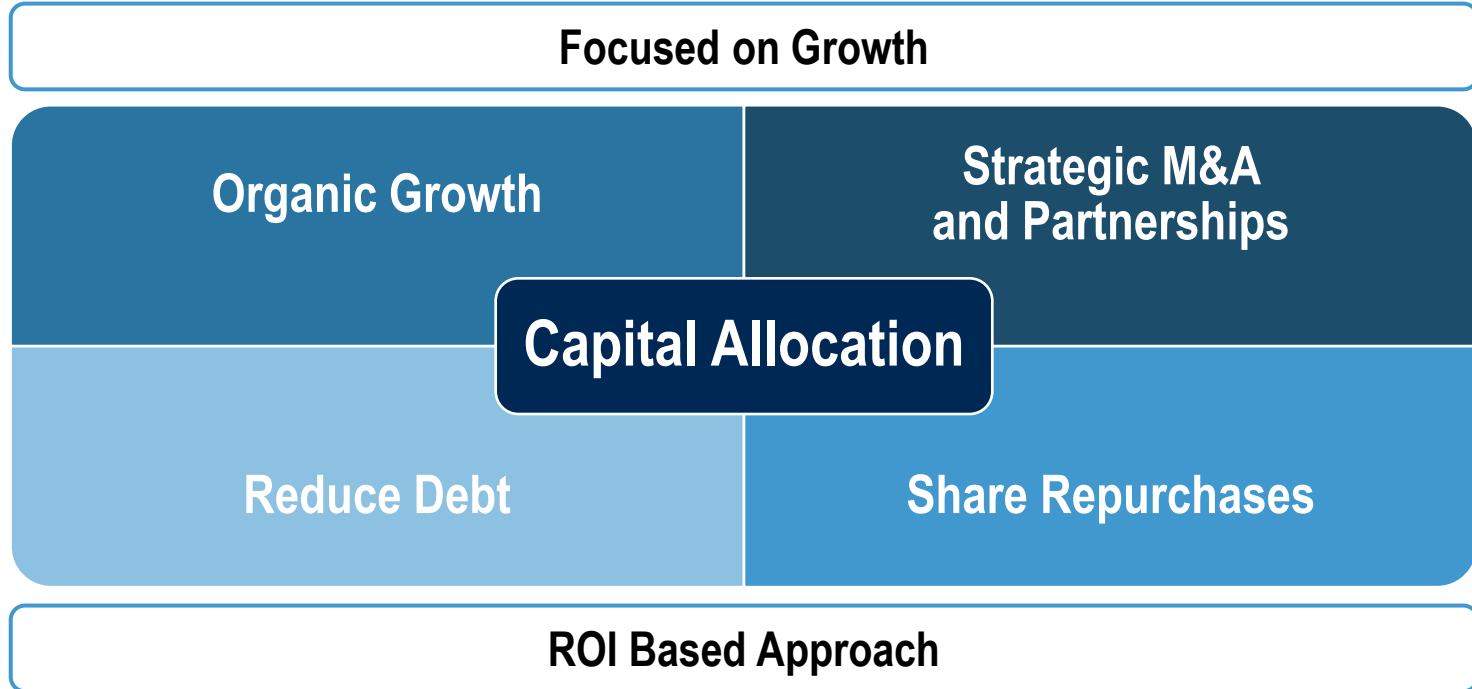 Focused on Growth
Organic Growth
Strategic M&A
and Partnerships
Capital Allocation
Reduce Debt
Share Repurchases
ROI Based Approach